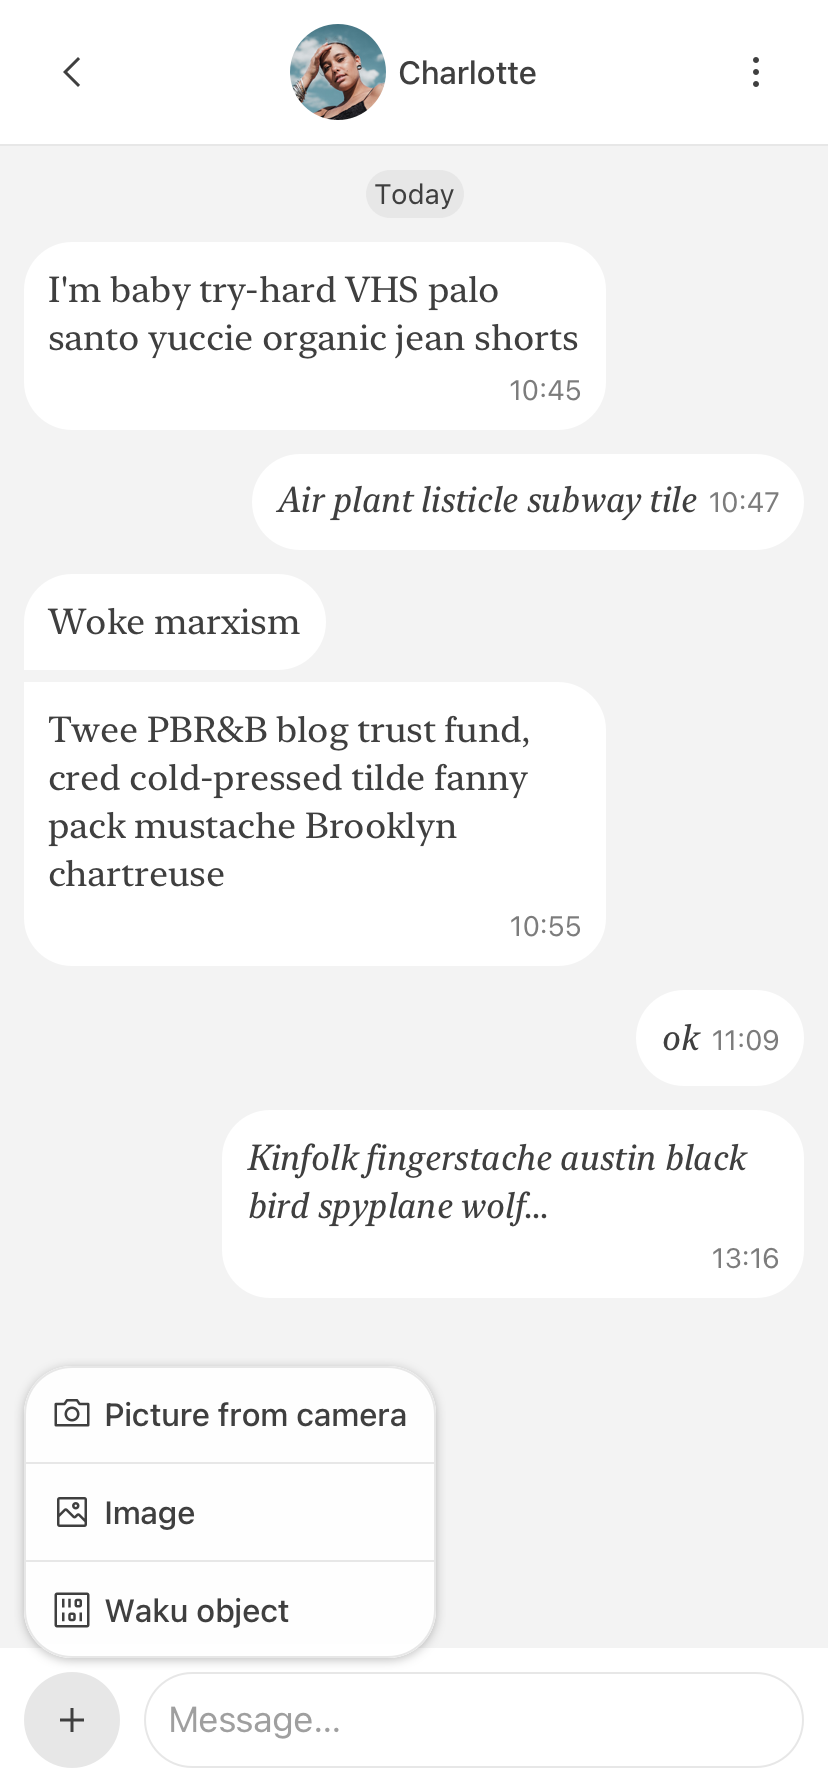 Charlotte
Today
I'm baby try-hard VHS palo
santo yuccie organic jean shorts
10:45
Air plant listicle subway tile 10:47
Woke marxism
Twee PBR&B blog trust fund,
cred cold-pressed tilde fanny
pack mustache Brooklyn
chartreuse
10:55
ok 11:09
Kinfolk fingerstache austin black
bird spyplane wolf...
13:16
Picture from camera
Image
Waku object
Message...